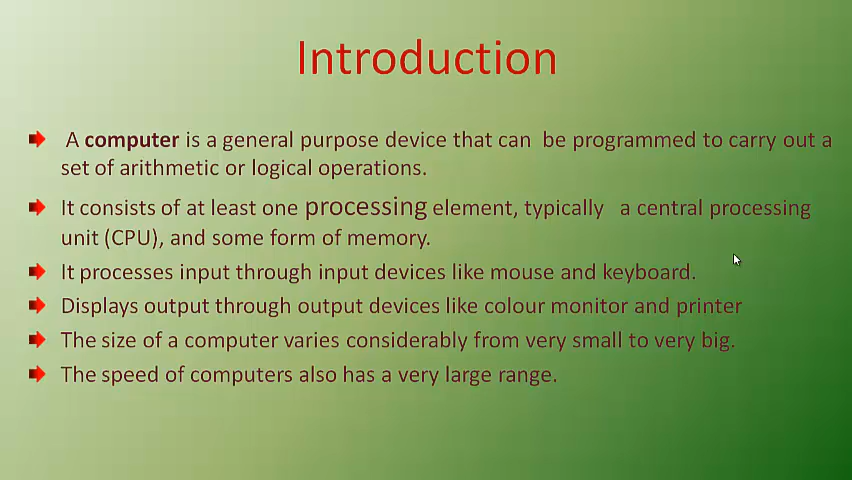 Introduction
A computer is a general purpose device that can be programmed to carry out a
set of arithmetic or logical operations.
It consists of at least one processing element, typically a central processing
unit (CPU), and some form of memory.
It processes input through input devices like mouse and keyboard.
Displays output through output devices like colour monitor and printer
The size of a computer varies considerably from very small to very big.
The speed of computers also has a very large range.